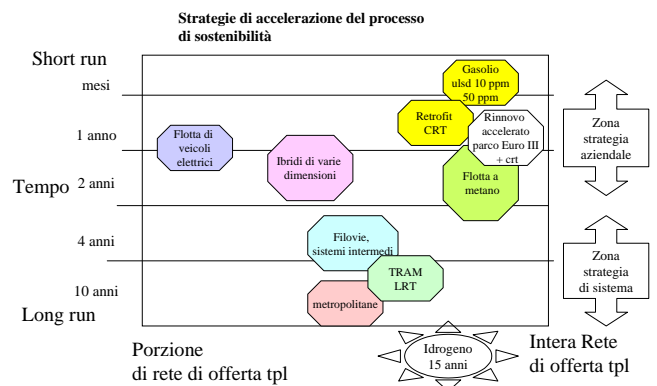 Strategie di accelerazione del processo
di sostenibilità
Short run
mesi
Gasolio
ulsd 10 ppm
50 ppm
Retrofit
CRT
Rinnovo
accelerato
parco Euro III
+ crt
Zona
strategia
aziendale
1 anno
Flotta di
veicoli
elettrici
Ibridi di varie
dimensioni
Flotta a
metano
Tempo
2 anni
4 anni
Filovie,
sistemi intermedi
TRAM
LRT
Zona
strategia
di sistema
10 anni
metropolitane
Long run
Porzione
di rete di offerta tpl
Idrogeno
15 anni
Intera Rete
di offerta tpl